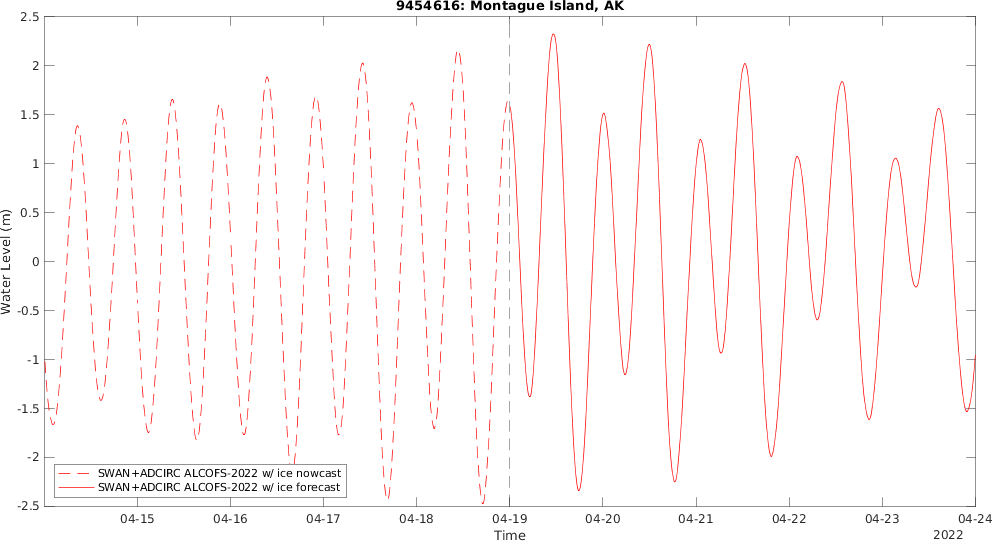 9454616: Montague Island, AK
Water Level (m)
2.5
2
1.5
1
0.5
0
-0.5
-1
-1.5
-2
-2.5
SWAN+ADCIRC ALCOFS-2022 w/ ice nowcast
SWAN+ADCIRC ALCOFS-2022 w/ ice forecast
04-15 04-16 04-17 04-18 04-19 04-20 04-21 04-22 04-23 04-24
Time
2022